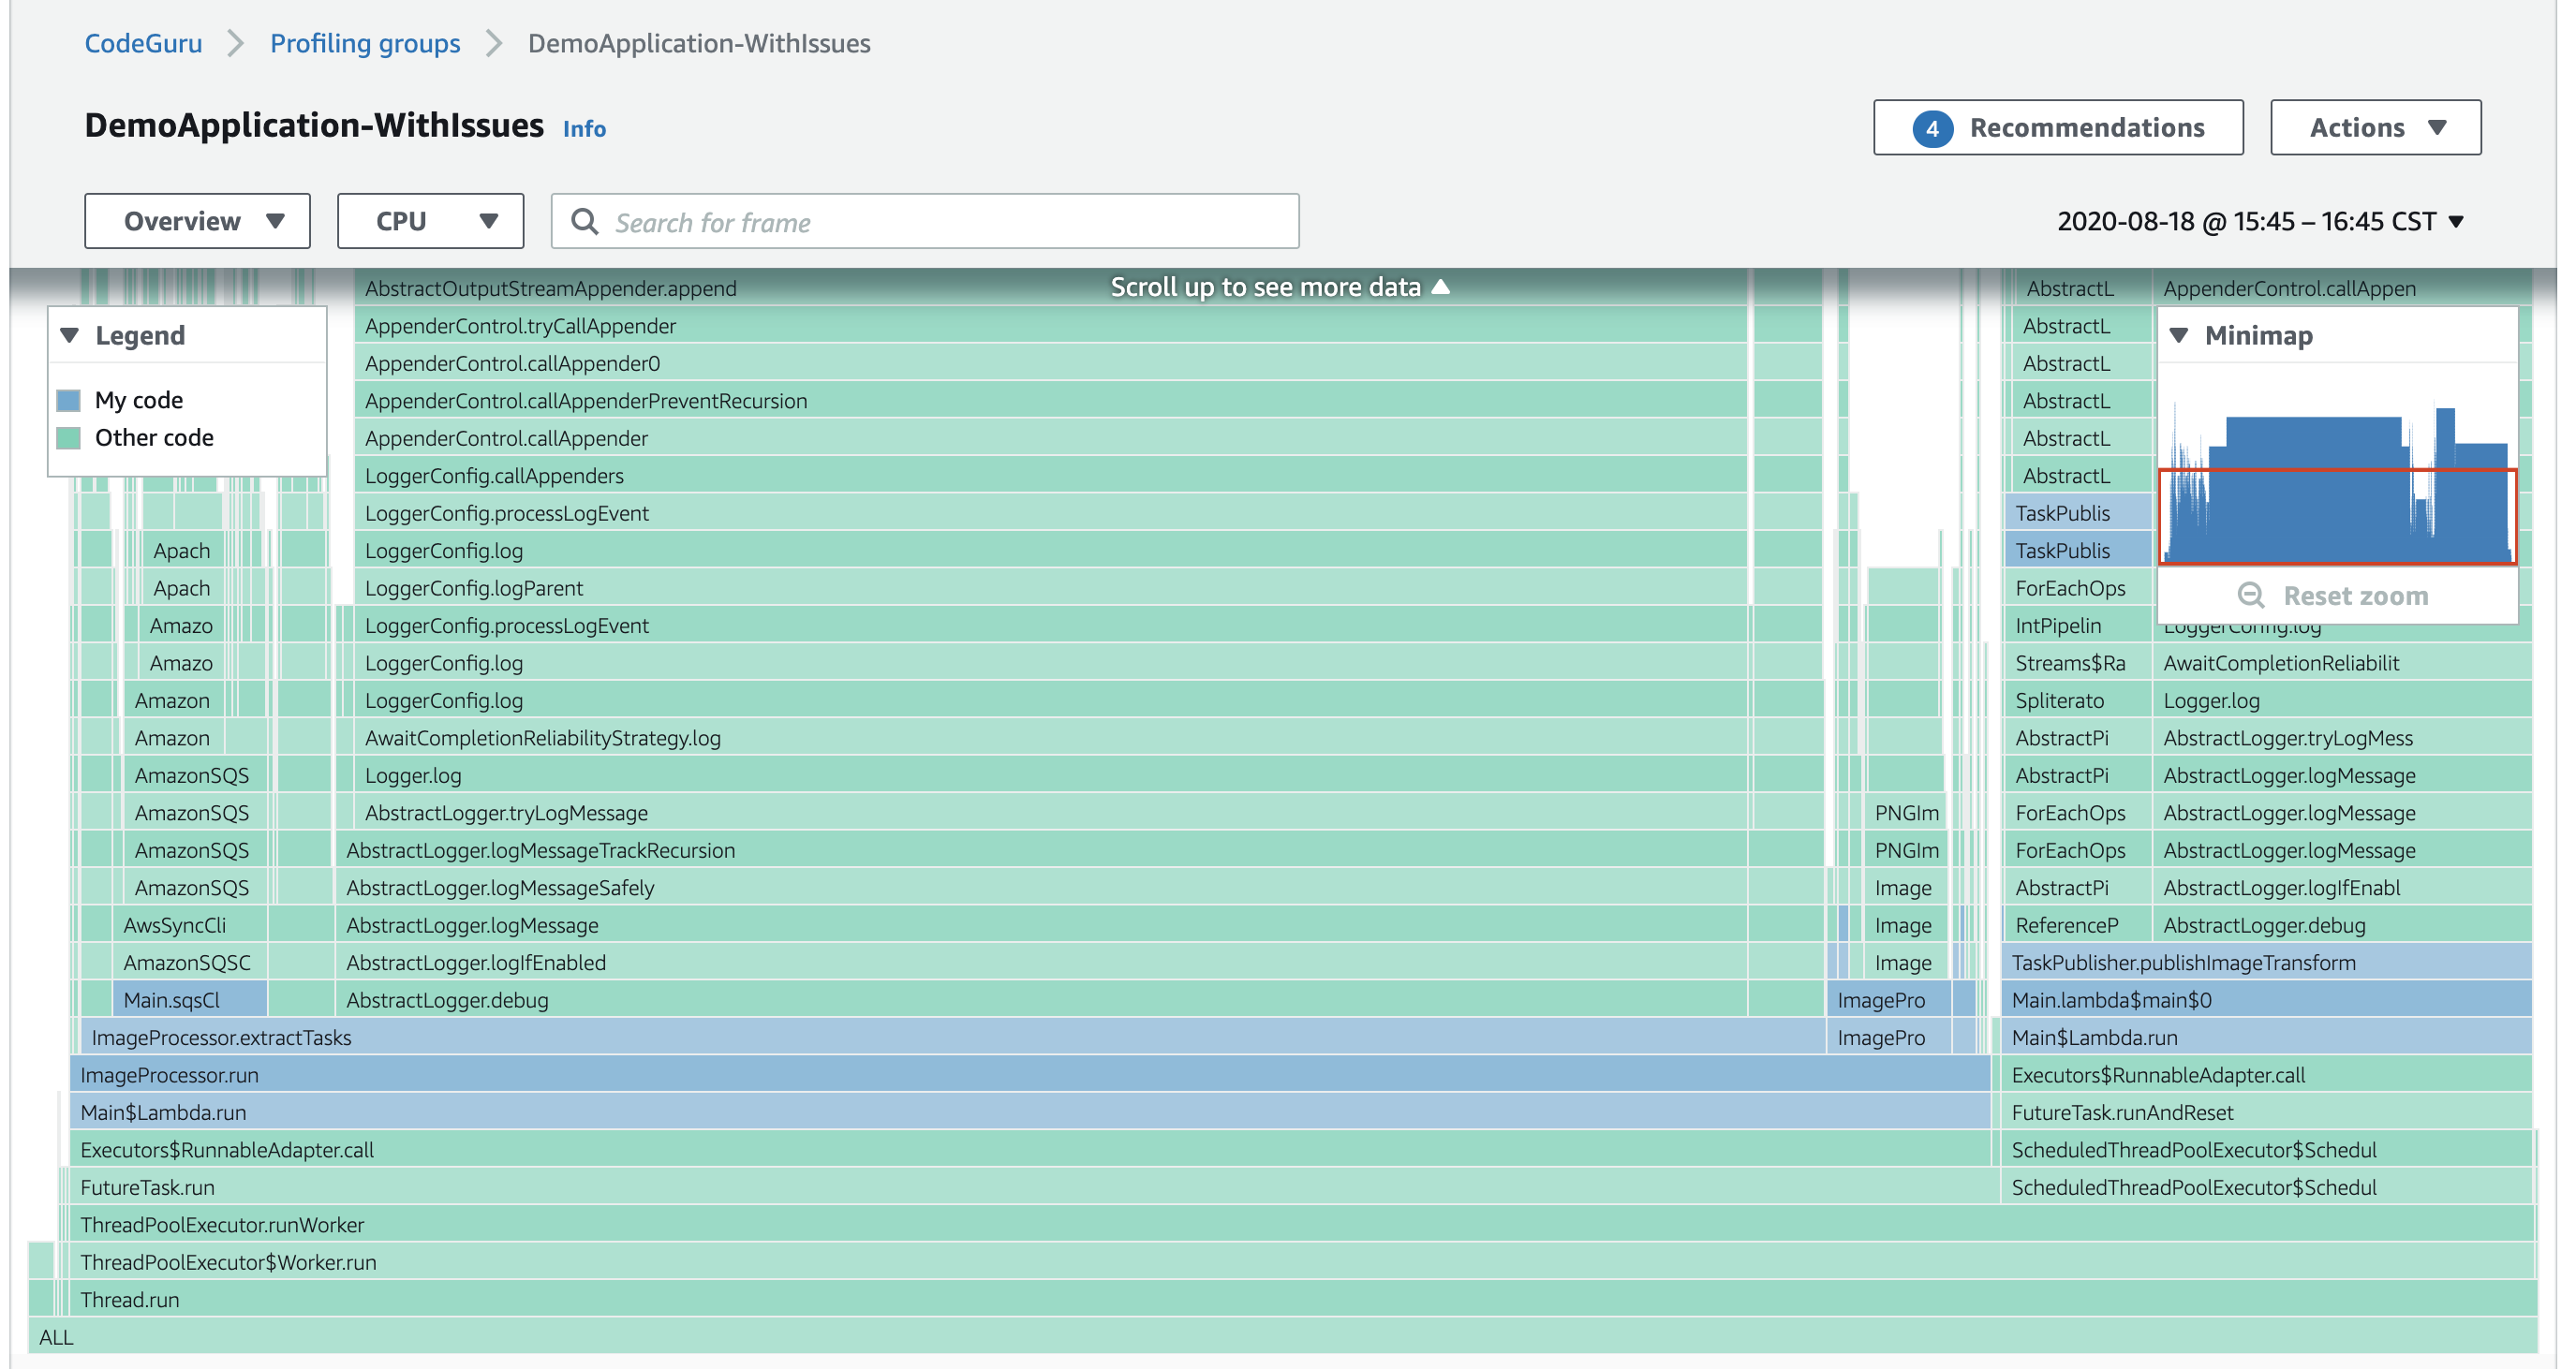 CodeGuru > Profiling groups > DemoApplication-WithIssues
DemoApplication-WithIssues Info
4 Recommendations
Actions
Overview
CPU
Search for frame
2020-08-18 @ 15:45 – 16:45 CST
Scroll up to see more data
AbstractOutputStreamAppender.append AbstractL AppenderControl.callAppen
Legend
My code
Other code
Minimap
Reset zoom
AppenderControl.tryCallAppender AbstractL
AppenderControl.callAppender0 AbstractL
AppenderControl.callAppenderPreventRecursion AbstractL
AppenderControl.callAppender AbstractL
LoggerConfig.callAppenders AbstractL
LoggerConfig.processLogEvent TaskPublis
Apach LoggerConfig.log TaskPublis
Apach LoggerConfig.logParent ForEachOps
Amazo LoggerConfig.processLogEvent IntPipelin LoggerConfig.log
Amazo LoggerConfig.log Streams$Ra AwaitCompletionReliabilit
Amazon LoggerConfig.log Spliterato Logger.log
Amazon AwaitCompletionReliabilityStrategy.log AbstractPi AbstractLogger.tryLogMess
AmazonSQS Logger.log AbstractPi AbstractLogger.logMessage
AmazonSQS AbstractLogger.tryLogMessage PNGIm ForEachOps AbstractLogger.logMessage
AmazonSQS AbstractLogger.logMessageTrackRecursion PNGIm ForEachOps AbstractLogger.logMessage
AmazonSQS AbstractLogger.logMessageSafely Image AbstractPi AbstractLogger.logIfEnabl
AwsSyncCli AbstractLogger.logMessage Image ReferenceP AbstractLogger.debug
AmazonSQSC AbstractLogger.logIfEnabled Image TaskPublisher.publishImageTransform
Main.sqsCl AbstractLogger.debug ImagePro Main.lambda$main$0
ImageProcessor.extractTasks ImagePro Main$Lambda.run
ImageProcessor.run Executors$RunnableAdapter.call
Main$Lambda.run FutureTask.runAndReset
Executors$RunnableAdapter.call ScheduledThreadPoolExecutor$Schedul
FutureTask.run ScheduledThreadPoolExecutor$Schedul
ThreadPoolExecutor.runWorker
ThreadPoolExecutor$Worker.run
Thread.run
ALL